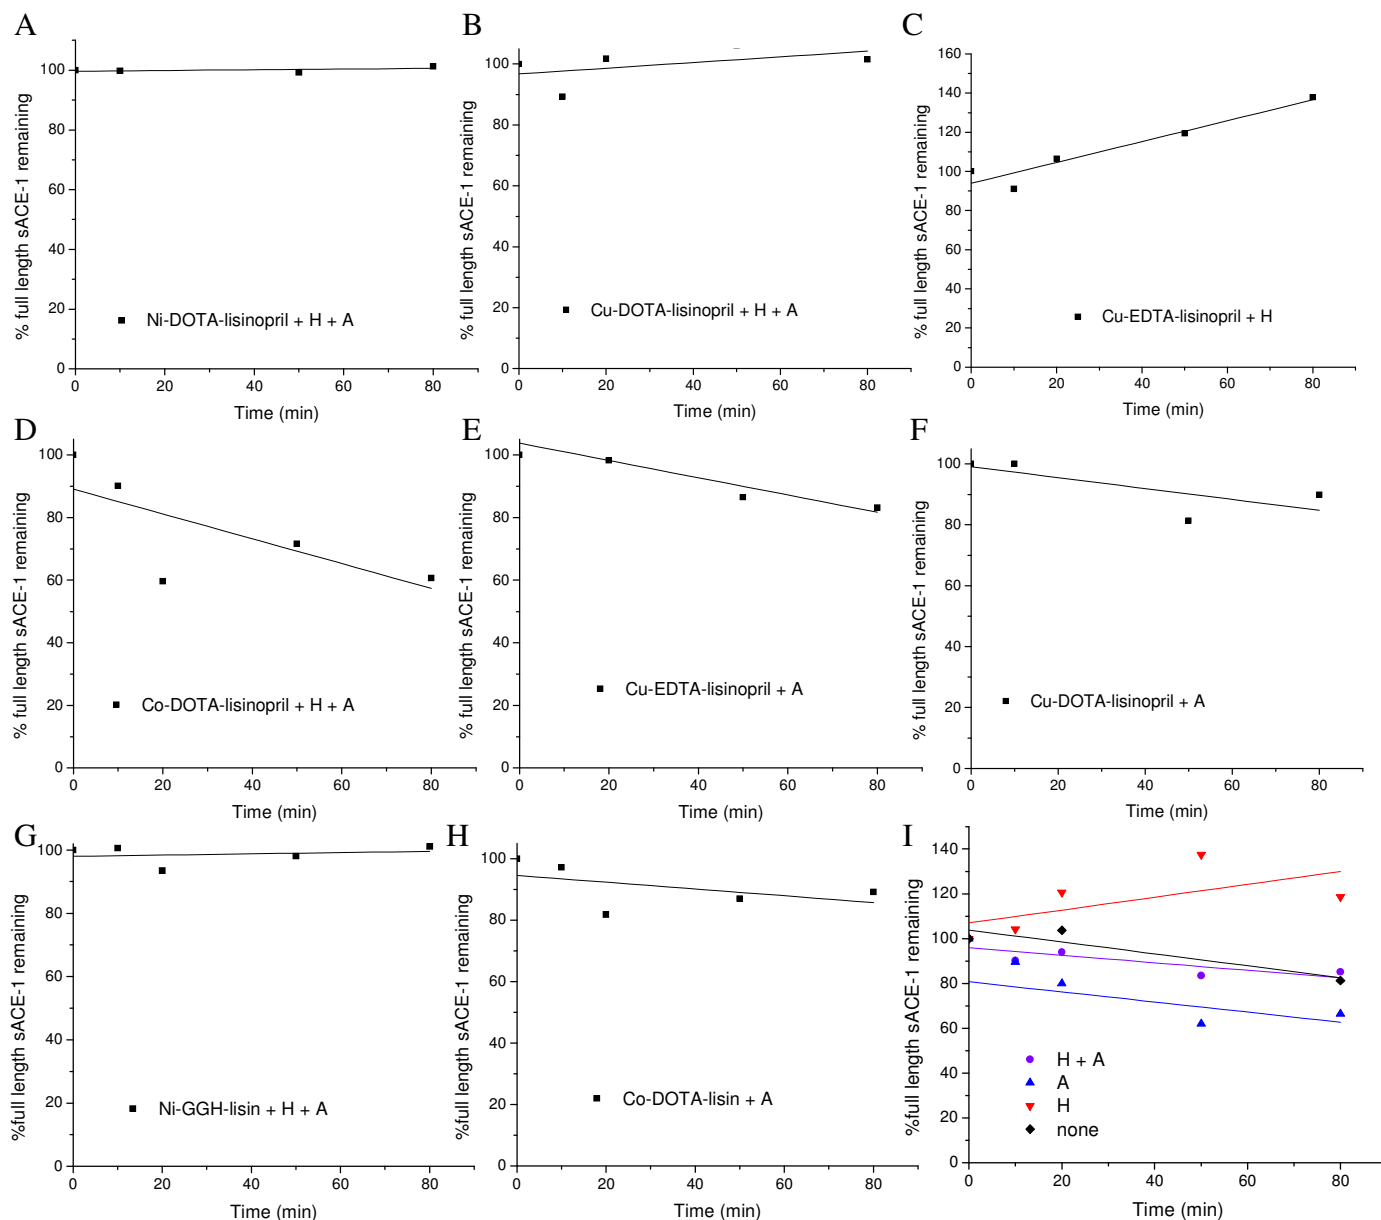 A
% full length sACE-1 remaining
100
80
60
40
20
0
0 20 40 60 80
Time (min)
Ni-DOTA-lisinopril + H + A
B
% full length sACE-1 remaining
100
80
60
40
20
0
0 20 40 60 80
Time (min)
Cu-DOTA-lisinopril + H + A
C
% full length sACE-1 remaining
160
140
120
100
80
60
40
20
0
0 20 40 60 80
Time (min)
Cu-EDTA-lisinopril + H
D
% full length sACE-1 remaining
100
80
60
40
20
0
0 20 40 60 80
Time (min)
Co-DOTA-lisinopril + H + A
E
% full length sACE-1 remaining
100
80
60
40
20
0
0 20 40 60 80
Time (min)
Cu-EDTA-lisinopril + A
F
% full length sACE-1 remaining
100
80
60
40
20
0
0 20 40 60 80
Time (min)
Cu-DOTA-lisinopril + A
G
%full length sACE-1 remaining
100
80
60
40
20
0
0 20 40 60 80
Time (min)
Ni-GGH-lisin + H + A
H
%full length sACE-1 remaining
100
80
60
40
20
0
0 20 40 60 80
Time (min)
Co-DOTA-lisin + A
I
%full length sACE-1 remaining
140
120
100
80
60
40
20
0
0 20 40 60 80
Time (min)
H + A
A
H
none